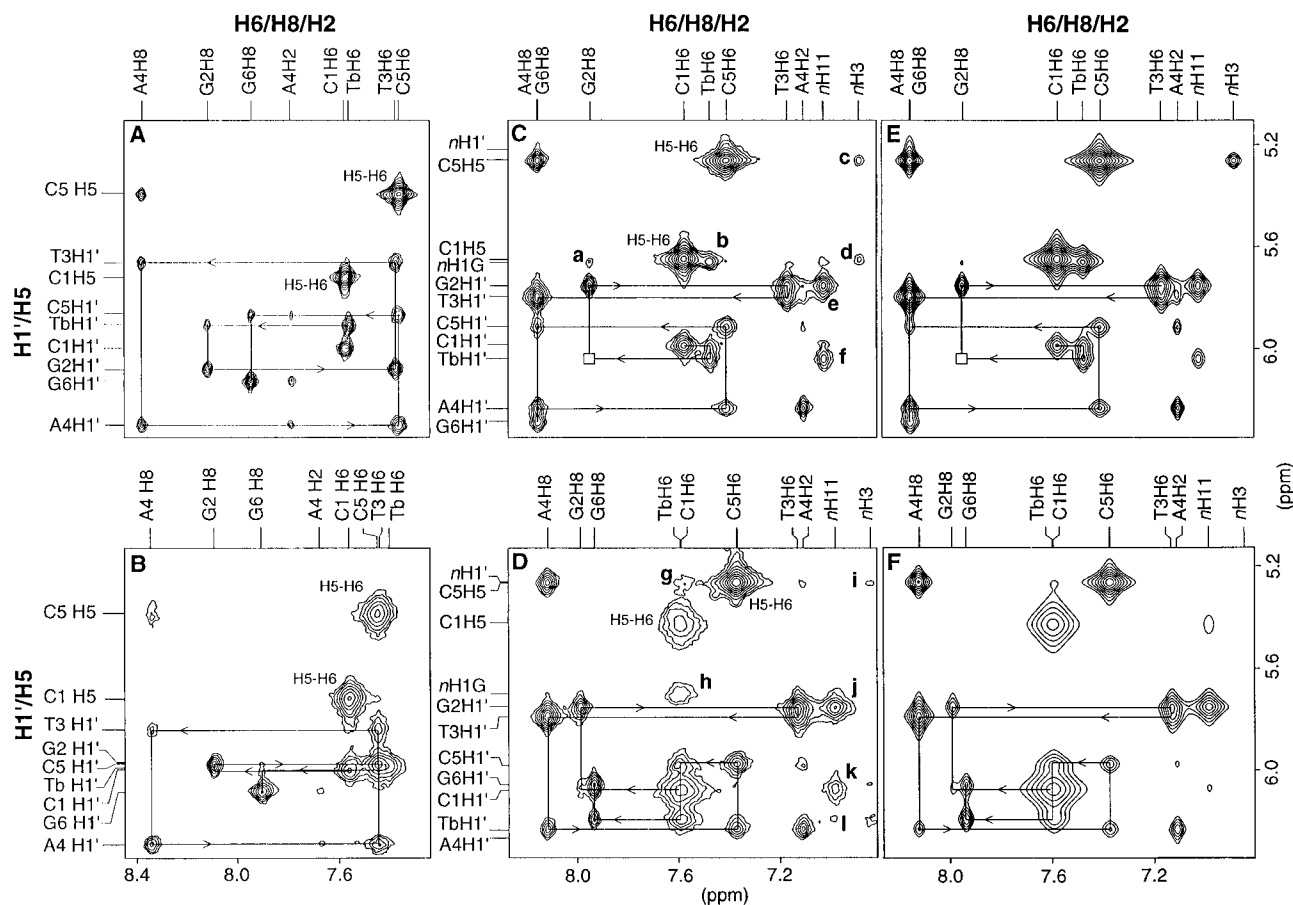 H6/H8/H2
H6/H8/H2
H6/H8/H2
A4H8
G2H8
G6H8
A4H2
C1H6
TbH6
T3H6
C5H6
A4H8
G6H8
G2H8
C1H6
TbH6
C5H6
T3H6
A4H2
nH11
nH3
A4H8
G6H8
G2H8
C1H6
TbH6
C5H6
T3H6
A4H2
nH11
nH3
A
C5 H5
T3H1'
C1H5
C5H1'
TbH1'
C1H1'
G2H1'
G6H1'
A4H1'
H1'/H5
H5-H6
H5-H6
C
nH1'
C5H5
C1H5
nH1G
G2H1'
T3H1'
C5H1'
C1H1'
TbH1'
A4H1'
G6H1'
H5-H6
H5-H6
a
b
c
d
e
f
E
5.2
5.6
6.0
(ppm)
A4 H8
G2 H8
G6 H8
A4 H2
C1 H6
C5 H6
T3 H6
Tb H6
A4H8
G2H8
G6H8
TbH6
C1H6
C5H6
T3H6
A4H2
nH11
nH3
A4H8
G2H8
G6H8
TbH6
C1H6
C5H6
T3H6
A4H2
nH11
nH3
B
C5 H5
C1 H5
T3 H1'
G2 H1'
C5 H1'
Tb H1'
C1 H1'
G6 H1'
A4 H1'
H1'/H5
H5-H6
H5-H6
D
nH1'
C5H5
C1H5
nH1G
G2H1'
T3H1'
C5H1'
G6H1'
C1H1'
TbH1'
A4H1'
H5-H6
H5-H6
g
h
i
j
k
l
F
5.2
5.6
6.0
8.4
8.0
7.6
8.0
7.6
7.2
8.0
7.6
7.2
(ppm)